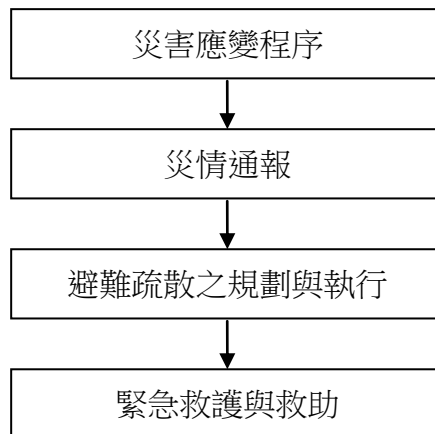 災害應變程序
災情通報
避難疏散之規劃與執行
緊急救護與救助